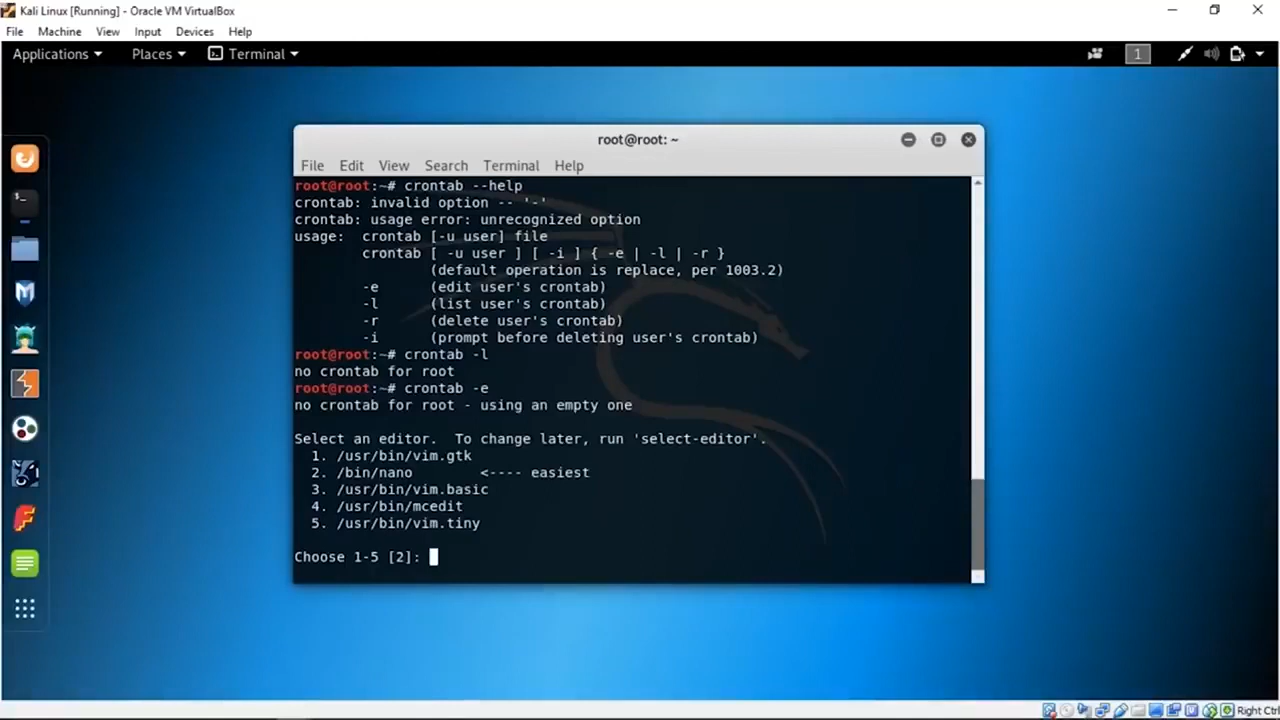 Kali Linux [Running] - Oracle VM VirtualBox
File Machine View Input Devices Help
Applications Places Terminal 1
root@root: ~
File Edit View Search Terminal Help
root@root:~# crontab --help
crontab: invalid option -- '-'
crontab: usage error: unrecognized option
usage:  crontab [-u user] file
        crontab [ -u user ] [ -i ] { -e | -l | -r }
                (default operation is replace, per 1003.2)
        -e      (edit user's crontab)
        -l      (list user's crontab)
        -r      (delete user's crontab)
        -i      (prompt before deleting user's crontab)
root@root:~# crontab -l
no crontab for root
root@root:~# crontab -e
no crontab for root - using an empty one
Select an editor.  To change later, run 'select-editor'.
  1. /usr/bin/vim.gtk
  2. /bin/nano        <---- easiest
  3. /usr/bin/vim.basic
  4. /usr/bin/mcedit
  5. /usr/bin/vim.tiny
Choose 1-5 [2]:
Right Ctrl